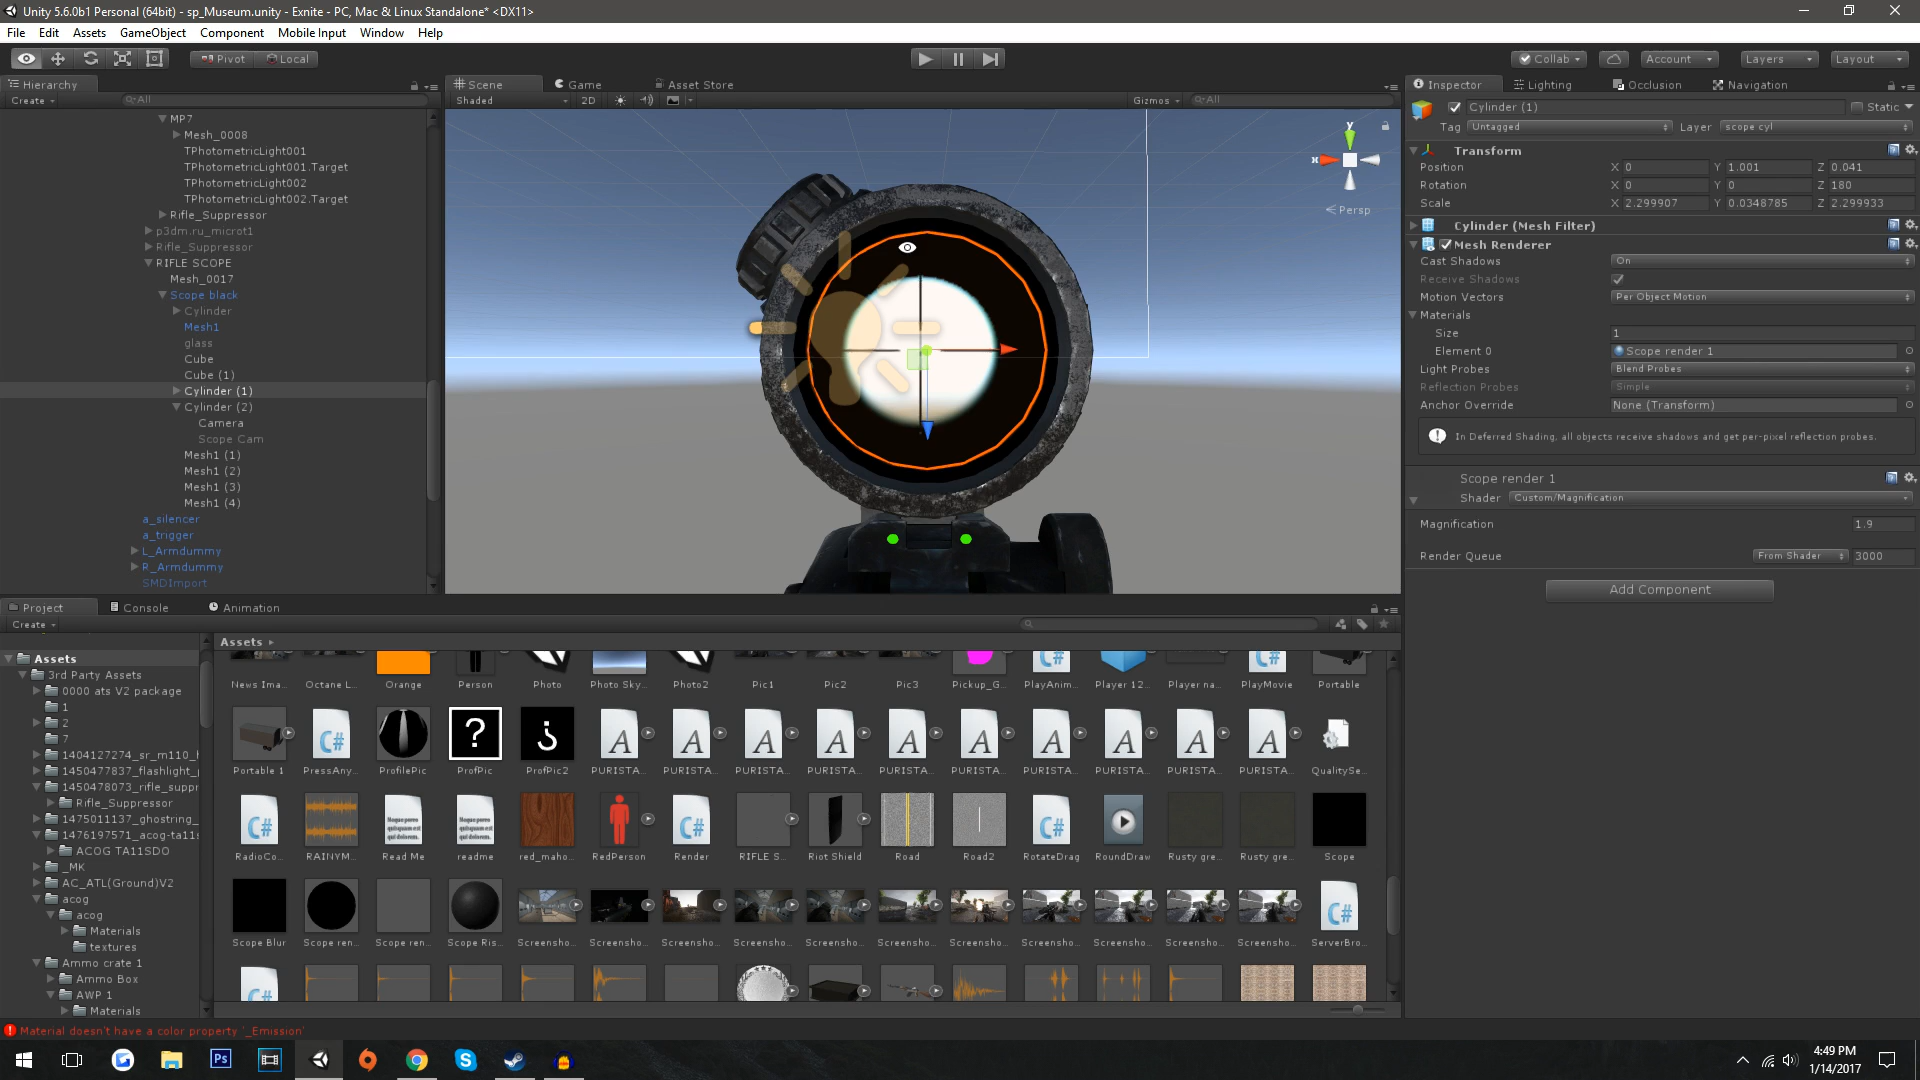 Unity 5.6.0b1 Personal (64bit) - sp_Museum.unity - Exnite - PC, Mac & Linux Standalone* <DX11>
File Edit Assets GameObject Component Mobile Input Window Help
Pivot Local
Collab Account Layers Layout
Hierarchy
Create All
MP7
Mesh_0008
TPhotometricLight001
TPhotometricLight001.Target
TPhotometricLight002
TPhotometricLight002.Target
Rifle_Suppressor
p3dm.ru_microt1
Rifle_Suppressor
RIFLE SCOPE
Mesh_0017
Scope black
Cylinder
Mesh1
glass
Cube
Cube (1)
Cylinder (1)
Cylinder (2)
Camera
Scope Cam
Mesh1 (1)
Mesh1 (2)
Mesh1 (3)
Mesh1 (4)
a_silencer
a_trigger
L_Armdummy
R_Armdummy
SMDImport
Scene Game Asset Store
Shaded 2D Gizmos All
y
x
Persp
Inspector Lighting Occlusion Navigation
Cylinder (1) Static
Tag Untagged Layer scope cyl
Transform
Position X 0 Y 1.001 Z 0.041
Rotation X 0 Y 0 Z 180
Scale X 2.299907 Y 0.0348785 Z 2.299933
Cylinder (Mesh Filter)
Mesh Renderer
Cast Shadows On
Receive Shadows
Motion Vectors Per Object Motion
Materials
Size 1
Element 0 Scope render 1
Light Probes Blend Probes
Reflection Probes Simple
Anchor Override None (Transform)
In Deferred Shading, all objects receive shadows and get per-pixel reflection probes.
Scope render 1
Shader Custom/Magnification
Magnification 1.9
Render Queue From Shader 3000
Add Component
Project Console Animation
Create
Assets
3rd Party Assets
0000 ats V2 package
1
2
7
1404127274_sr_m110_
1450477837_flashlight_
1450478073_rifle_suppr
Rifle_Suppressor
1475011137_ghostring_
1476197571_acog-ta11s
ACOG TA11SDO
_MK
AC_ATL(Ground)V2
acog
acog
Materials
textures
Ammo crate 1
Ammo Box
AWP 1
Materials
Assets
News Ima... Octane L... Orange Person Photo Photo Sky... Photo2 Pic1 Pic2 Pic3 Pickup_G... PlayAnim... Player 12... Player na... PlayMovie Portable
C# ? A A A A A A A A A A
Portable 1 PressAny... ProfilePic ProfPic ProfPic2 PURISTA... PURISTA... PURISTA... PURISTA... PURISTA... PURISTA... PURISTA... PURISTA... PURISTA... PURISTA... QualitySe...
RadioCo... RAINYM... Read Me readme red_maho... RedPerson Render RIFLE S... Riot Shield Road Road2 RotateDrag RoundDraw Rusty gre... Rusty gre... Scope
Scope Blur Scope ren... Scope ren... Scope Ris... Screensho... Screensho... Screensho... Screensho... Screensho... Screensho... Screensho... Screensho... Screensho... Screensho... Screensho... ServerBro...
Material doesn't have a color property '_Emission'
Ps
4:49 PM
1/14/2017